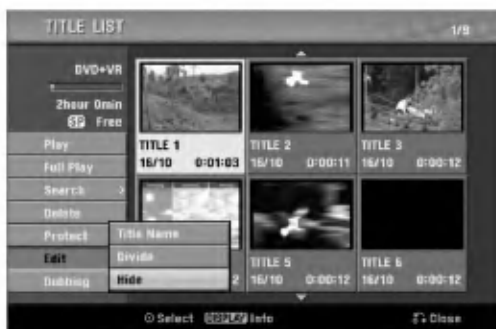 TITLE LIST
1/9
DVD+VR
2hour 0min
SP Free
Play
Full Play
Search >
Delete
Protect
Edit
Dubbing
Title Name
Divide
Hide
TITLE 1
16/10 0:01:03
TITLE 2
16/10 0:00:11
TITLE 3
16/10 0:00:12
2
TITLE 5
16/10 0:00:12
TITLE 6
16/10 0:00:12
Select DISPLAY Info
Close